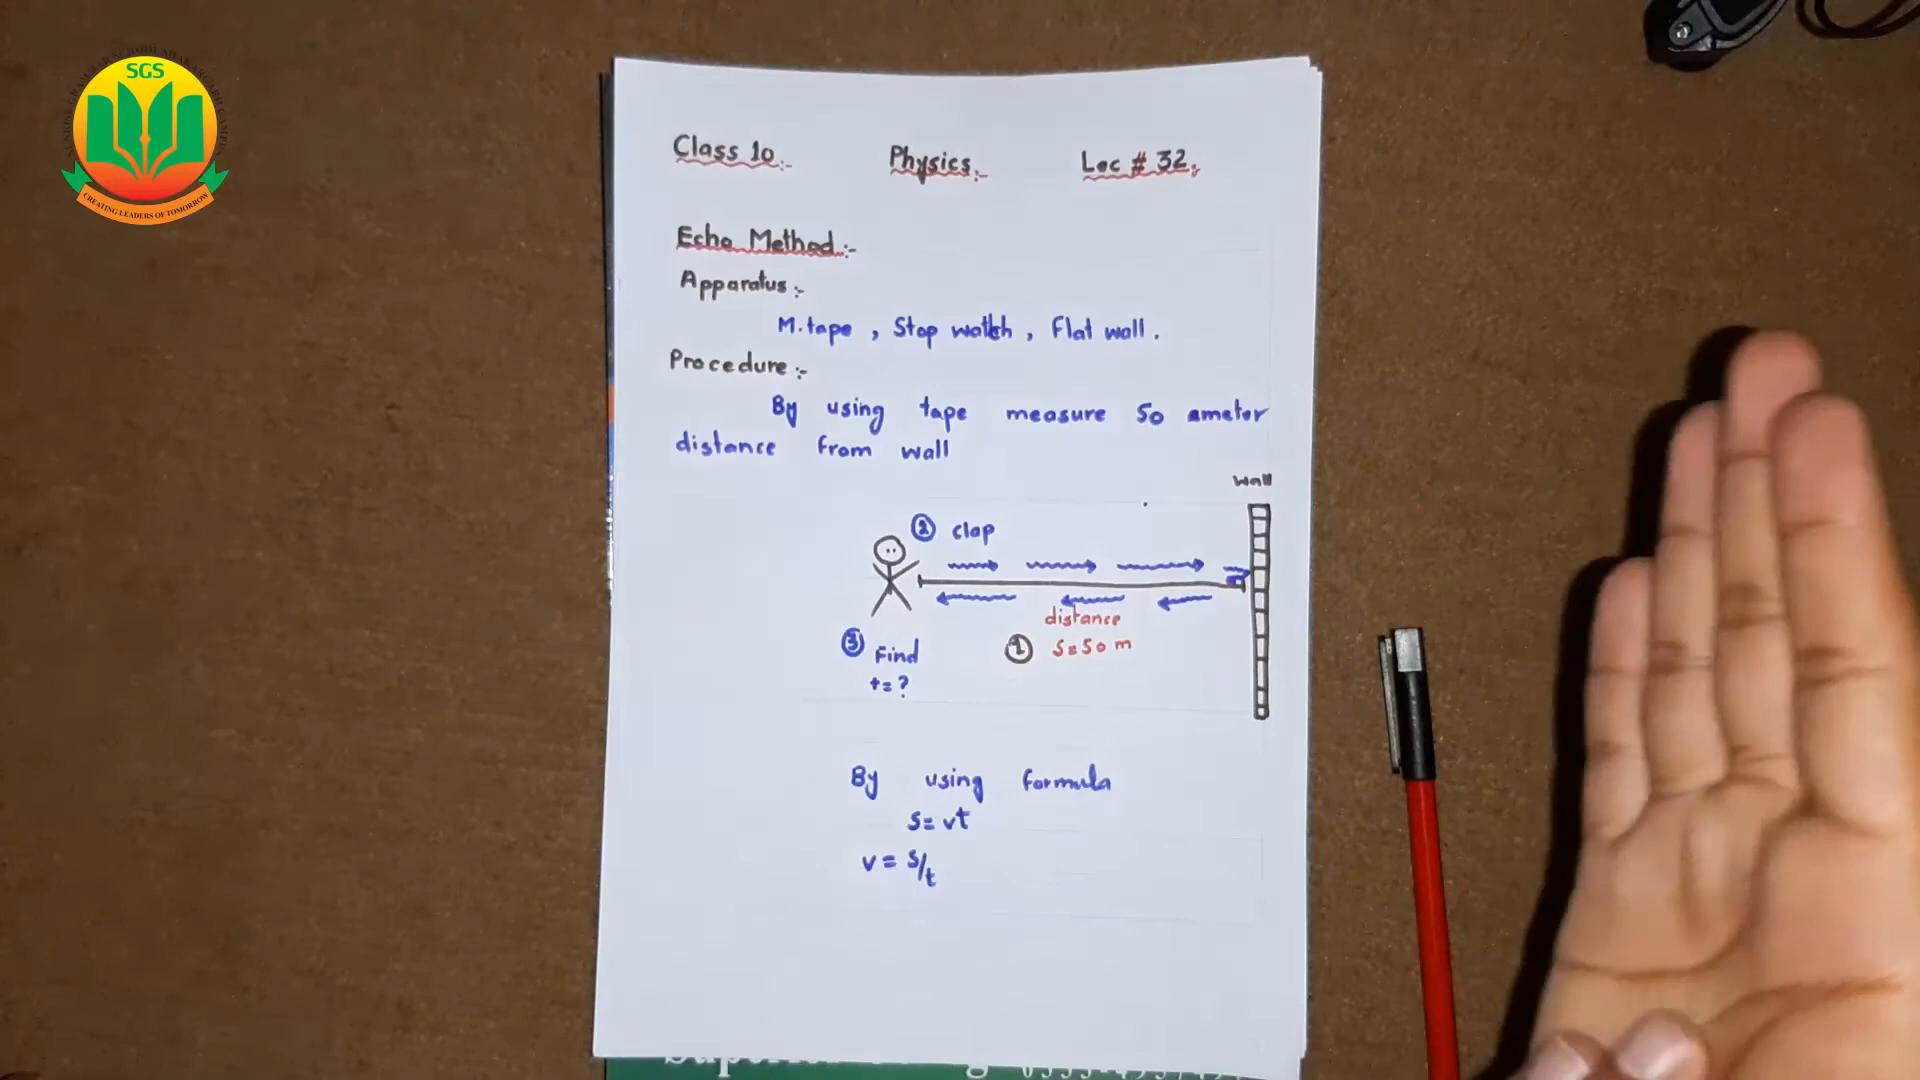 SGS
CREATING LEADERS OF TOMORROW
Class 10:-
Physics:-
Lec # 32:
Echo Method:-
Apparatus:-
M.tape, Stop watch, Flat wall.
Procedure:-
By using tape measure 50 ameter
distance from wall
Wall
2 clap
distance
1 S=50 m
3 Find
t=?
By using formula
S=vt
v=S/t